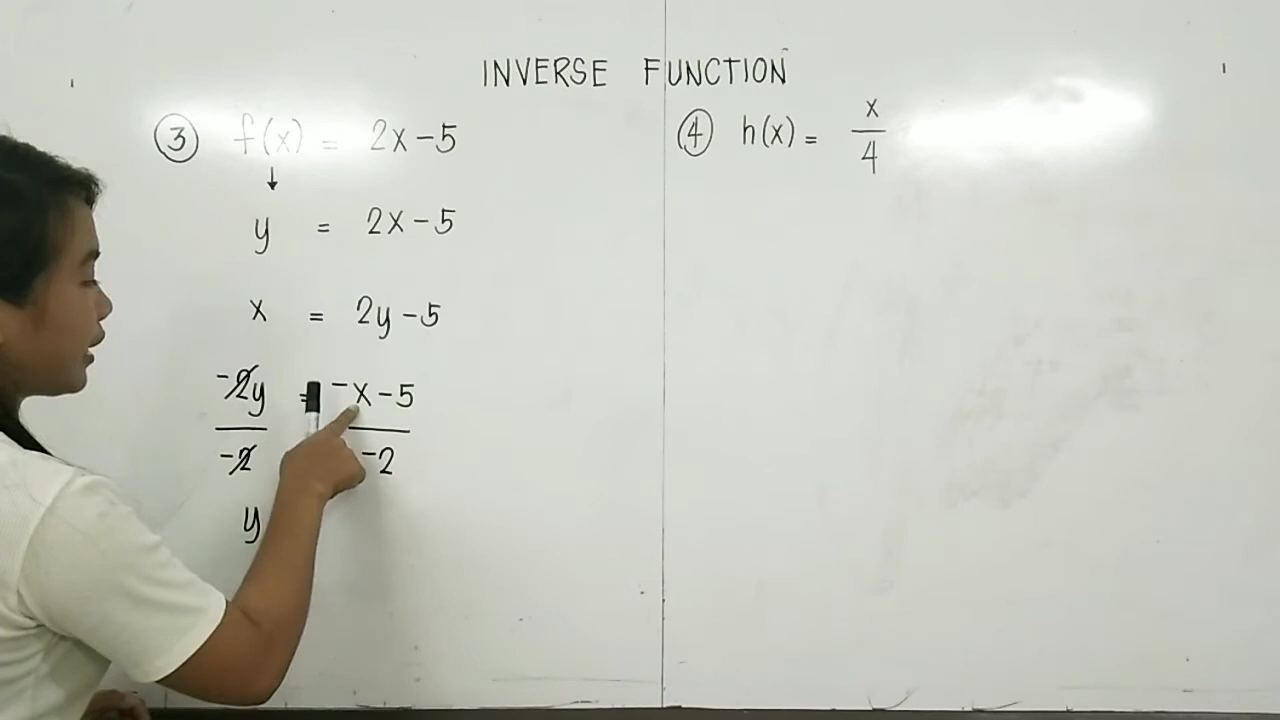 INVERSE FUNCTION
③ f(x) = 2x - 5
↓
y = 2x - 5
x = 2y - 5
-2y = -x - 5
-2 -2
y
④ h(x) = x
4